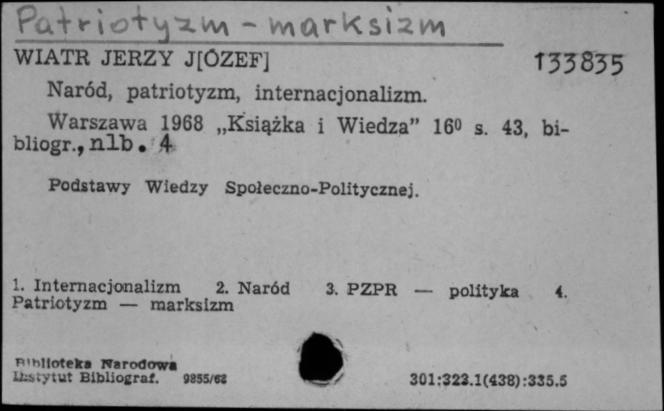 Patriotyzm - marksizm
WIATR JERZY J[ÓZEF] 133835
Naród, patriotyzm, internacjonalizm.
Warszawa 1968 „Książka i Wiedza” 16⁰ s. 43, bi-
bliogr., nlb. 4
Podstawy Wiedzy Społeczno-Politycznej.
1. Internacjonalizm 2. Naród 3. PZPR — polityka 4.
Patriotyzm — marksizm
Biblioteka Narodowa
Instytut Bibliograf. 9855/68 301:323.1(438):335.5